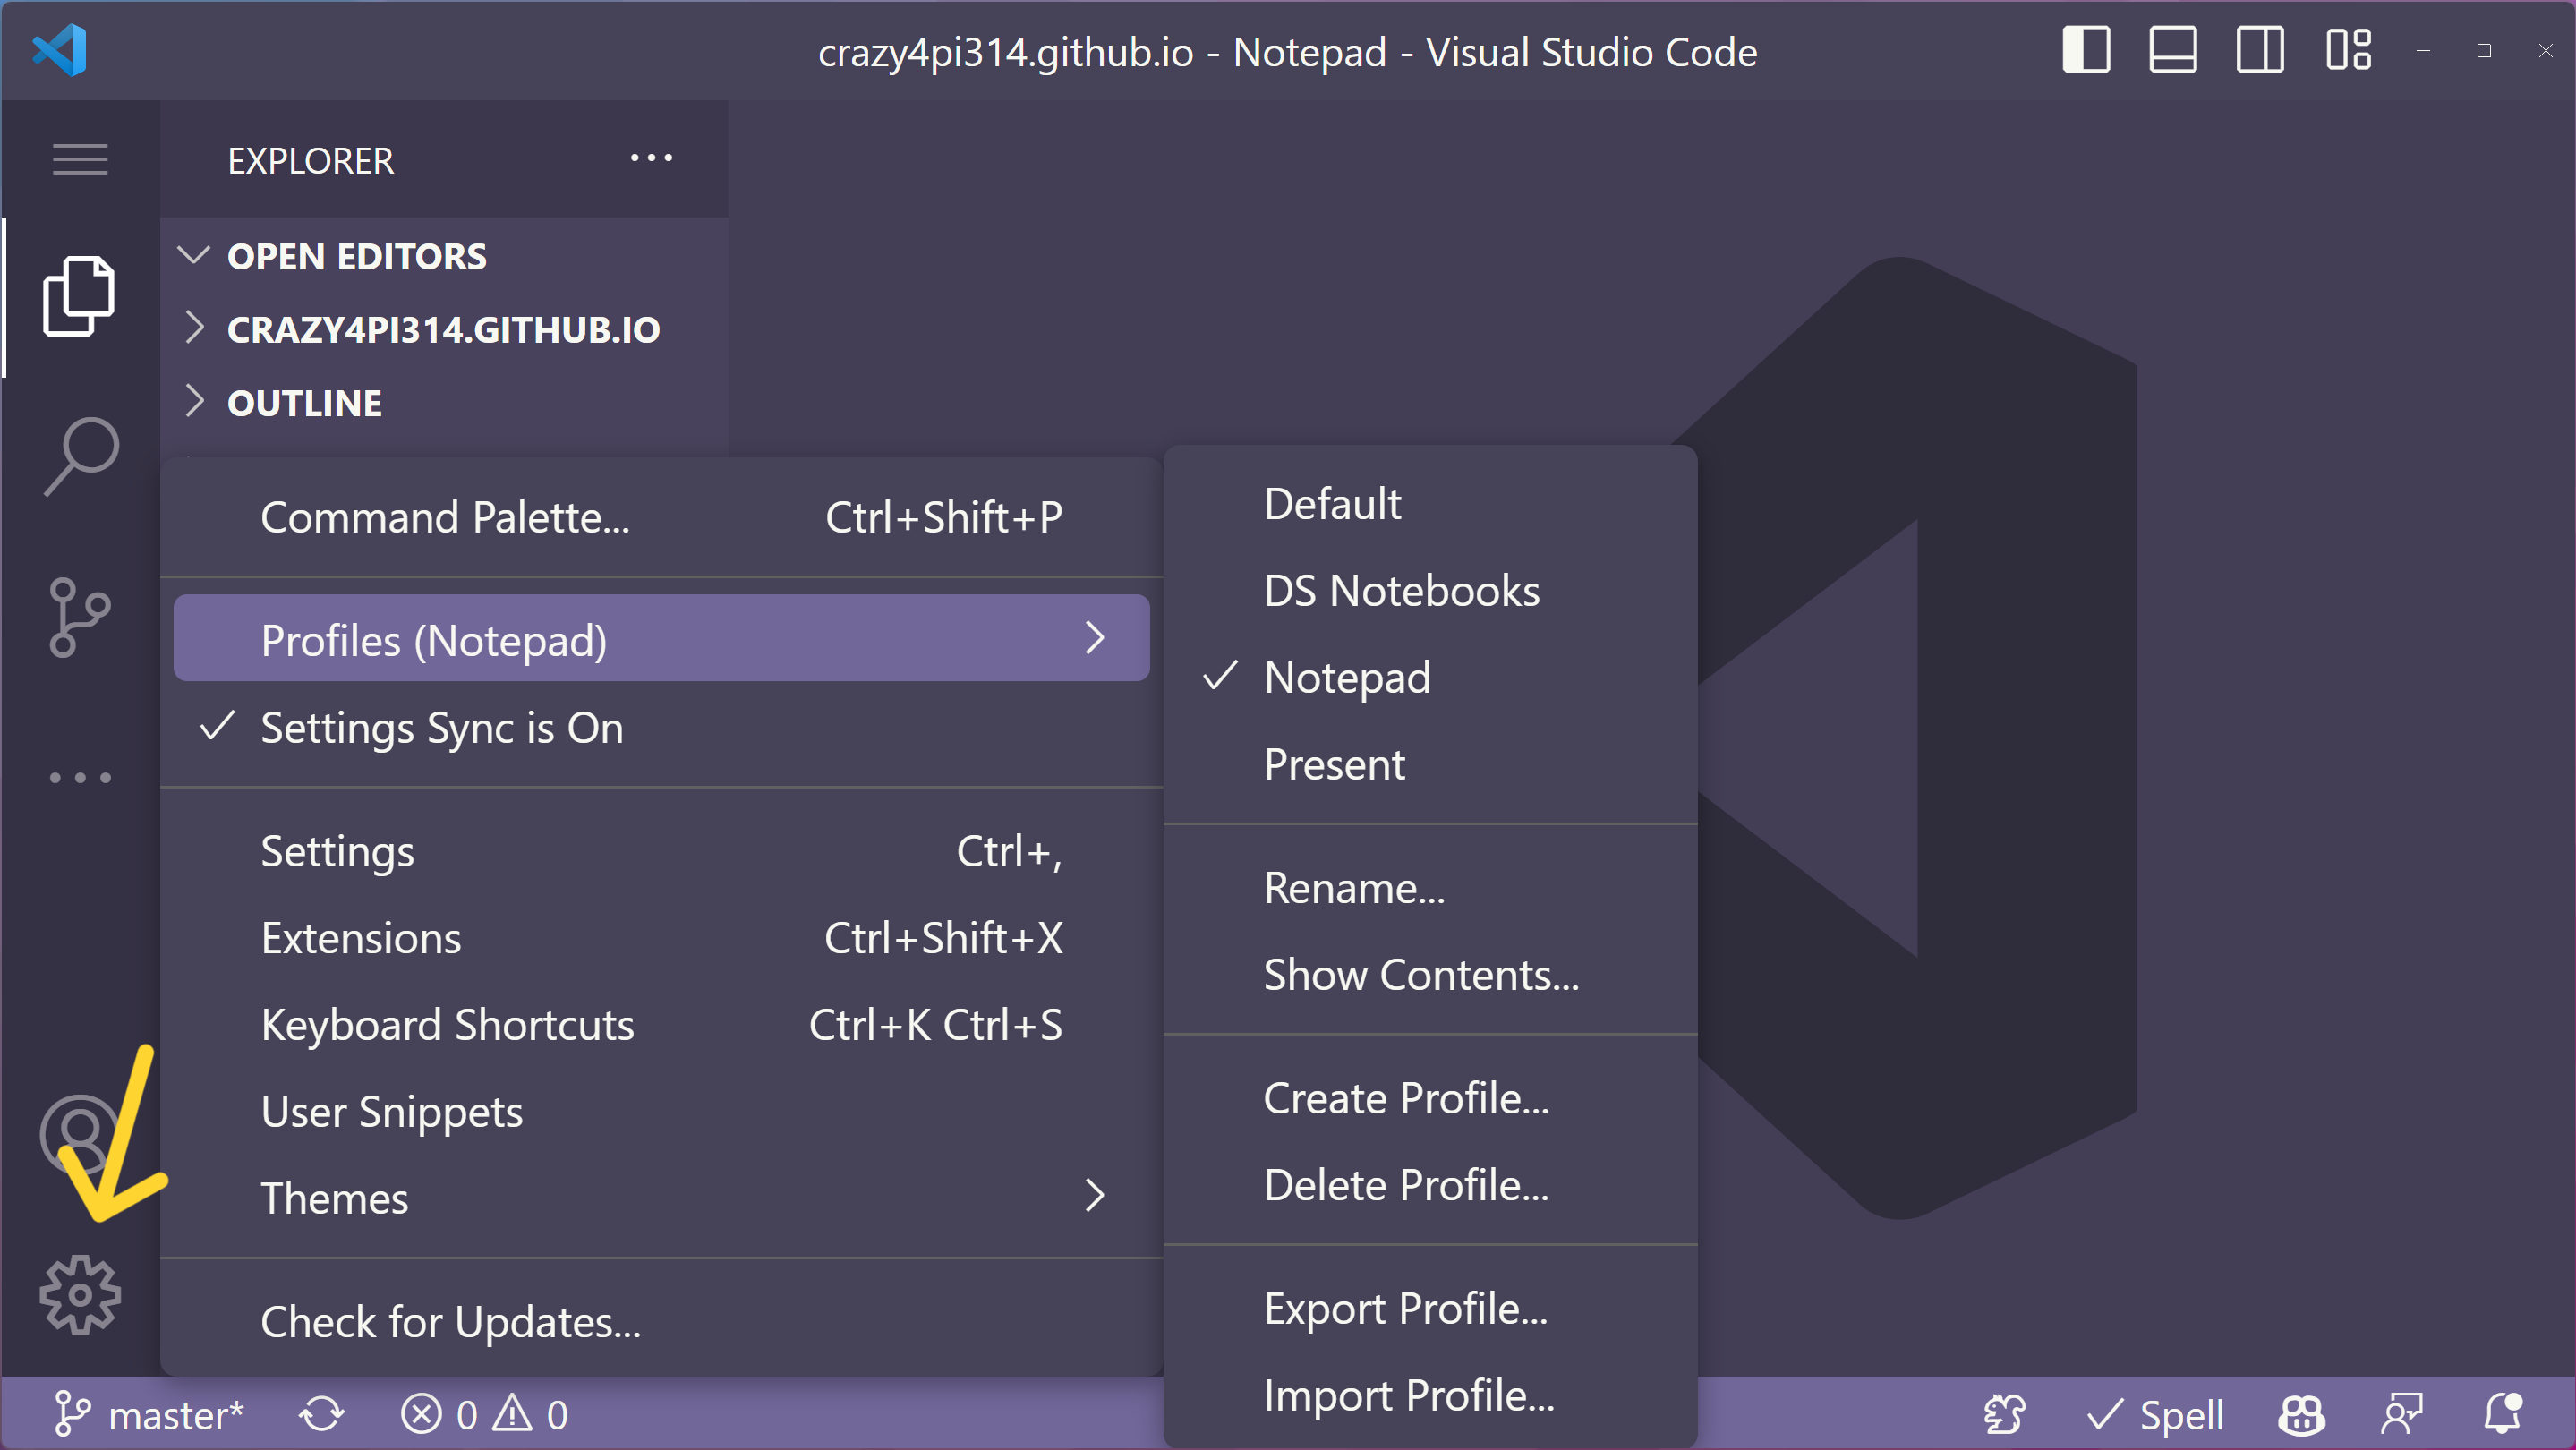 crazy4pi314.github.io - Notepad - Visual Studio Code
EXPLORER
OPEN EDITORS
CRAZY4PI314.GITHUB.IO
OUTLINE
Command Palette... Ctrl+Shift+P
Profiles (Notepad)
Settings Sync is On
Settings Ctrl+,
Extensions Ctrl+Shift+X
Keyboard Shortcuts Ctrl+K Ctrl+S
User Snippets
Themes
Check for Updates...
Default
DS Notebooks
Notepad
Present
Rename...
Show Contents...
Create Profile...
Delete Profile...
Export Profile...
Import Profile...
master* 0 0 Spell